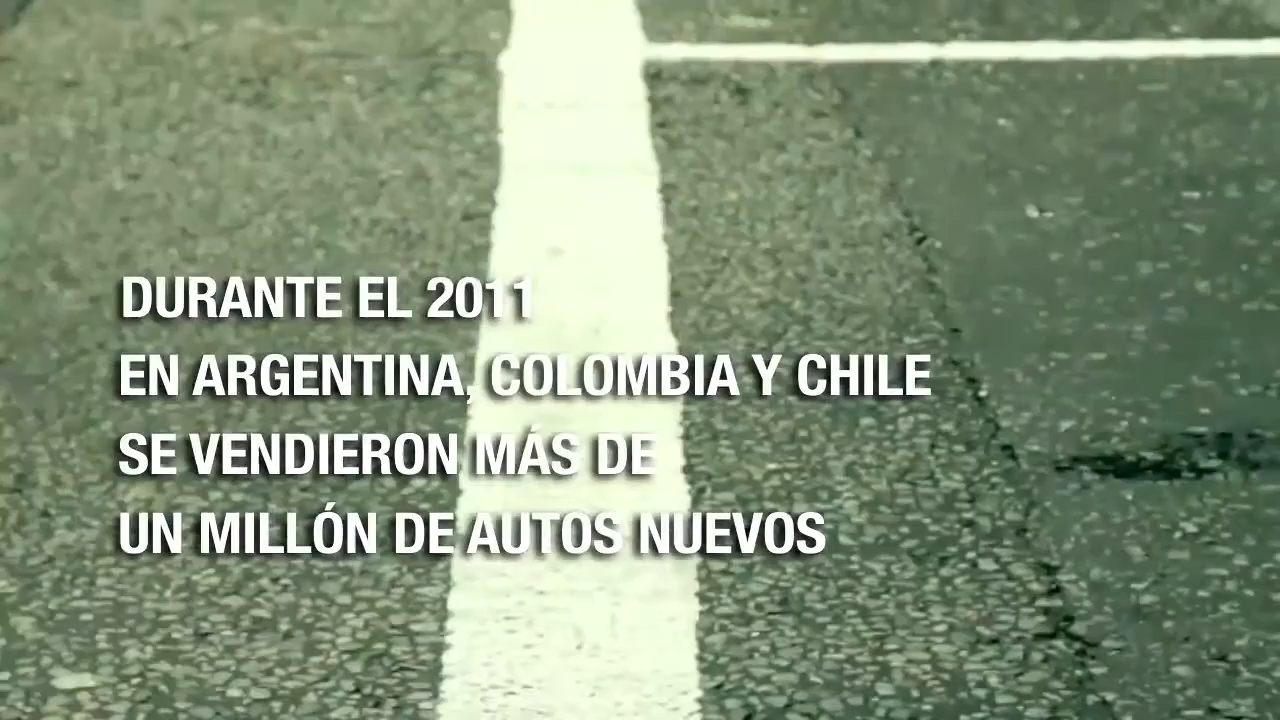 DURANTE EL 2011
EN ARGENTINA, COLOMBIA Y CHILE
SE VENDIERON MÁS DE
UN MILLÓN DE AUTOS NUEVOS